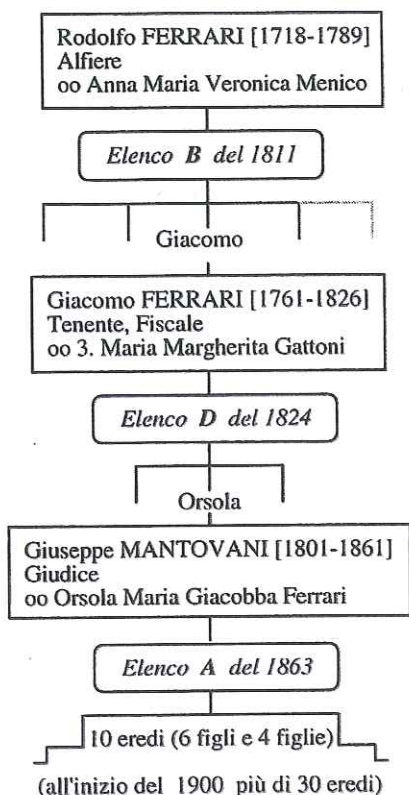 Rodolfo FERRARI [1718-1789]
Alfiere
oo Anna Maria Veronica Menico
Elenco B del 1811
Giacomo
Giacomo FERRARI [1761-1826]
Tenente, Fiscale
oo 3. Maria Margherita Gattoni
Elenco D del 1824
Orsola
Giuseppe MANTOVANI [1801-1861]
Giudice
oo Orsola Maria Giacobba Ferrari
Elenco A del 1863
10 eredi (6 figli e 4 figlie)
(all'inizio del 1900 più di 30 eredi)